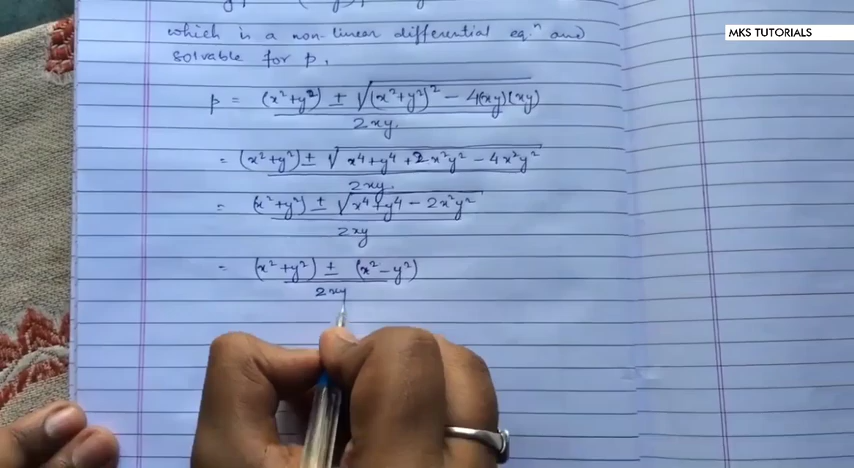 which is a non-linear differential eq.ⁿ and
MKS TUTORIALS
solvable for p,
p = (x²+y²) ± √(x²+y²)² - 4(xy)(xy)
2xy.
= (x²+y²) ± √x⁴+y⁴+2x²y² - 4x²y²
2xy.
= (x²+y²) ± √x⁴+y⁴ - 2x²y²
2xy
= (x²+y²) ± (x²-y²)
2xy